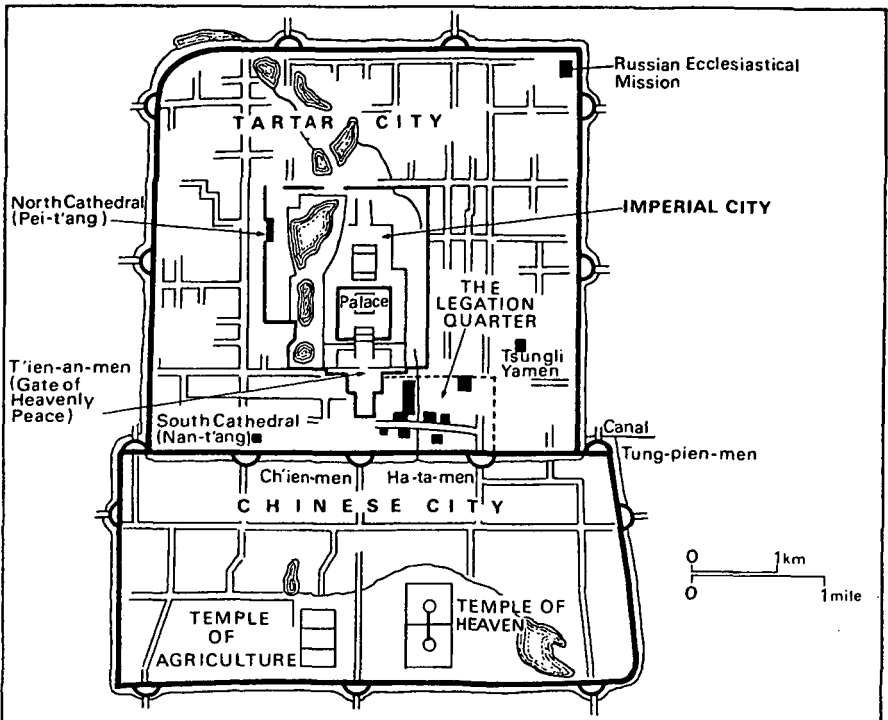 Russian Ecclesiastical
Mission
TARTAR CITY
North Cathedral
(Pei-t'ang)
IMPERIAL CITY
THE
LEGATION
QUARTER
Palace
Tsungli
Yamen
T'ien-an-men
(Gate of
Heavenly
Peace)
South Cathedral
(Nan-t'ang)
Canal
Tung-pien-men
Ch'ien-men
Ha-ta-men
CHINESE CITY
0 1km
0 1mile
TEMPLE
OF
AGRICULTURE
TEMPLE OF
HEAVEN